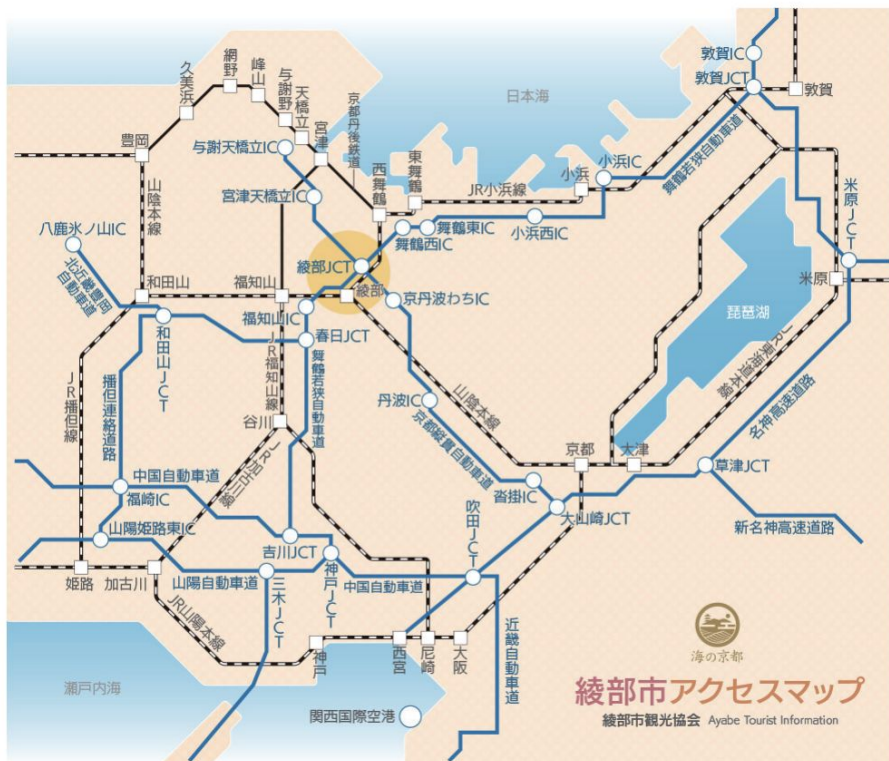 敦賀IC
敦賀JCT
敦賀
網野
峰山
久美浜
与謝野
天橋立
宮津
日本海
豊岡
京都丹後鉄道
与謝天橋立IC
西舞鶴
東舞鶴
小浜
小浜IC
舞鶴若狭自動車道
JR小浜線
山陰本線
宮津天橋立IC
八鹿氷ノ山IC
舞鶴東IC
舞鶴西IC
小浜西IC
米原JCT
北近畿豊岡
自動車道
和田山
福知山
綾部JCT
綾部
京丹波わちIC
米原
琵琶湖
福知山IC
和田山JCT
春日JCT
JR福知山線
舞鶴若狭自動車道
JR播但線
播但連絡道路
丹波IC
山陰本線
JR東海道本線
名神高速道路
谷川
京都縦貫自動車道
JR加古川線
京都
大津
草津JCT
中国自動車道
福崎IC
沓掛IC
大山崎JCT
吹田JCT
新名神高速道路
山陽姫路東IC
吉川JCT
神戸JCT
姫路
加古川
山陽自動車道
三木JCT
中国自動車道
JR山陽本線
近畿自動車道
神戸
西宮
尼崎
大阪
海の京都
瀬戸内海
関西国際空港
綾部市アクセスマップ
綾部市観光協会 Ayabe Tourist Information